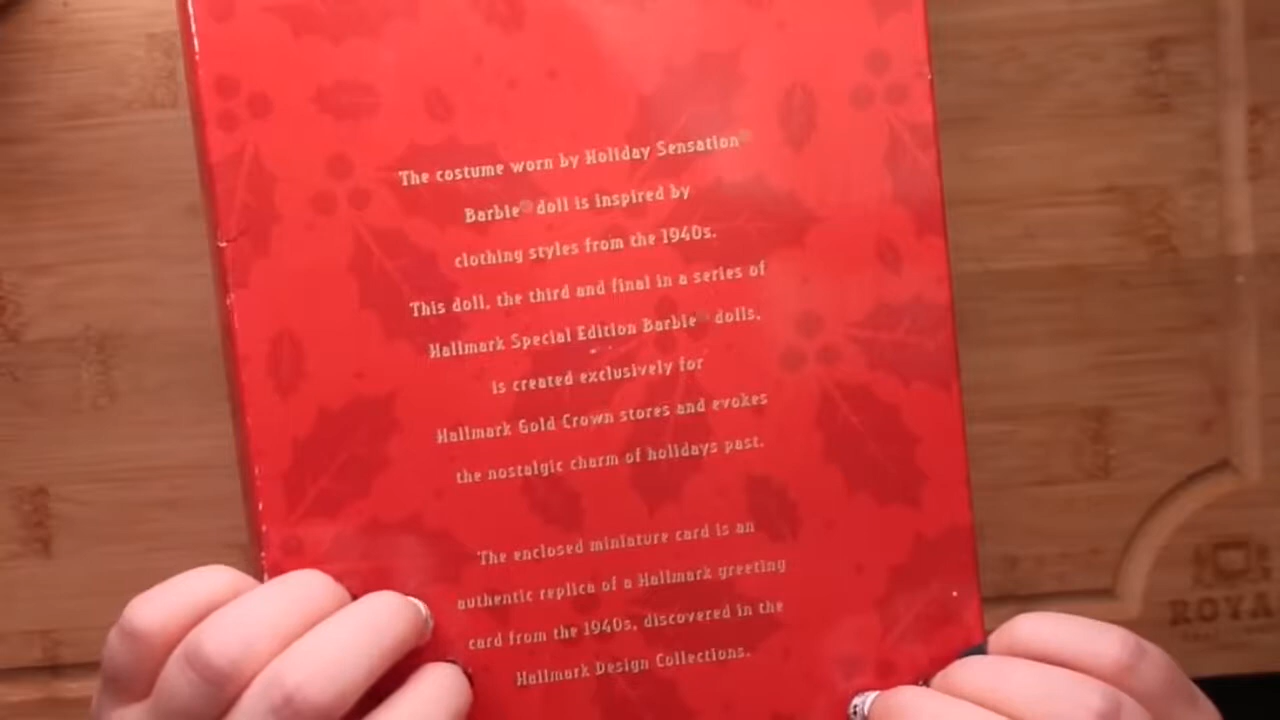 The costume worn by Holiday Sensation®
Barbie® doll is inspired by
clothing styles from the 1940s.
This doll, the third and final in a series of
Hallmark Special Edition Barbie® dolls,
is created exclusively for
Hallmark Gold Crown stores and evokes
the nostalgic charm of holidays past.
The enclosed miniature card is an
authentic replica of a Hallmark greeting
card from the 1940s, discovered in the
Hallmark Design Collections.
ROYA